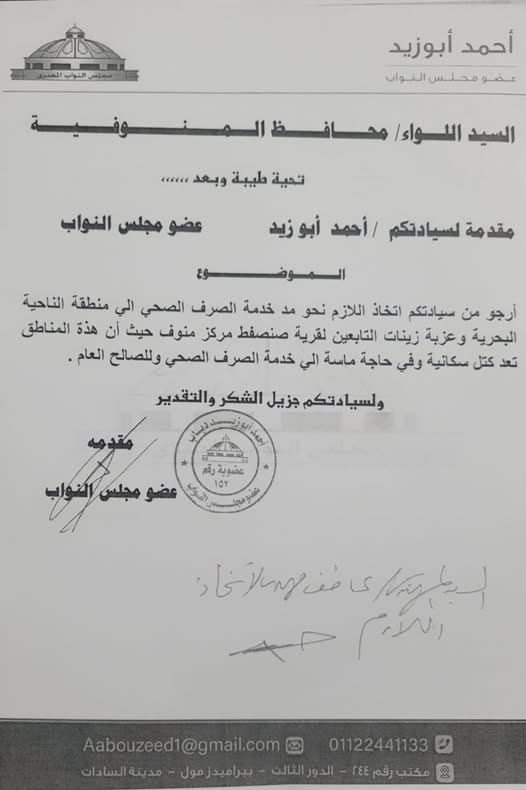 أحمد أبوزيد
عضو مجلس النواب
مجلس النواب المصري
السيد اللواء/ محافظ المنوفية
تحية طيبة وبعد ،،،،،،
مقدمة لسيادتكم / أحمد أبو زيد عضو مجلس النواب
الموضوع
أرجو من سيادتكم اتخاذ اللازم نحو مد خدمة الصرف الصحي الي منطقة الناحية
البحرية وعزبة زينات التابعين لقرية صنصفط مركز منوف حيث أن هذة المناطق
تعد كتل سكانية وفي حاجة ماسة الي خدمة الصرف الصحي وللصالح العام .
ولسيادتكم جزيل الشكر والتقدير
مقدمه
عضو مجلس النواب
أحمد أبوزيد دياب
عضوية رقم
١٥٢
عضو مجلس النواب
السيد المهندس/ عاطف لاتخاذ
اللازم
Aabouzeed1@gmail.com 01122441133
مكتب رقم ٢٤٤ - الدور الثالث - بيراميدز مول - مدينة السادات